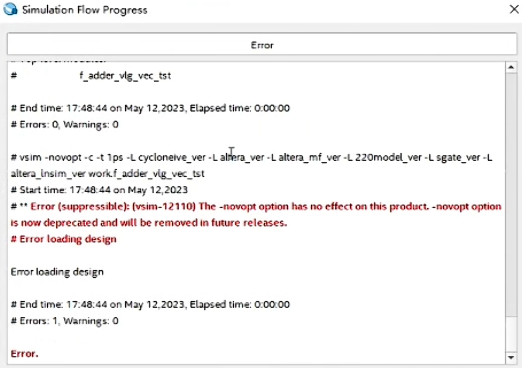 Simulation Flow Progress
Error
# f_adder_vlg_vec_tst
# End time: 17:48:44 on May 12,2023, Elapsed time: 0:00:00
# Errors: 0, Warnings: 0
# vsim -novopt -c -t 1ps -L cycloneive_ver -L altera_ver -L altera_mf_ver -L 220model_ver -L sgate_ver -L
altera_lnsim_ver work.f_adder_vlg_vec_tst
# Start time: 17:48:44 on May 12,2023
# ** Error (suppressible): (vsim-12110) The -novopt option has no effect on this product. -novopt option
is now deprecated and will be removed in future releases.
# Error loading design
Error loading design
# End time: 17:48:44 on May 12,2023, Elapsed time: 0:00:00
# Errors: 1, Warnings: 0
Error.